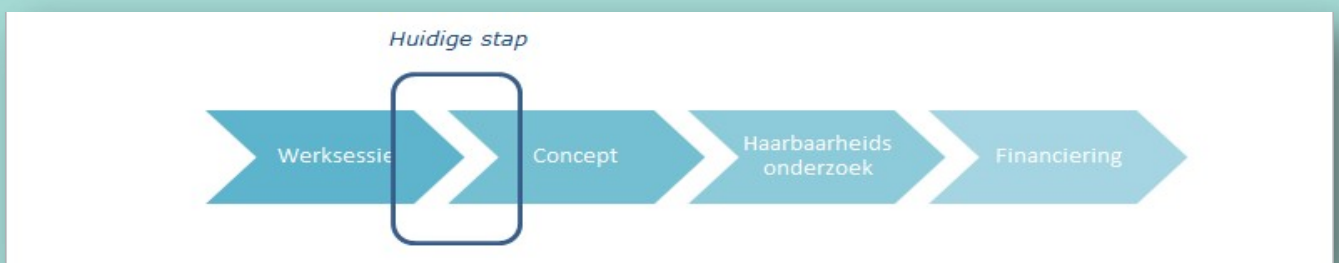 Huidige stap
Werksessie
Concept
Haarbaarheids
onderzoek
Financiering